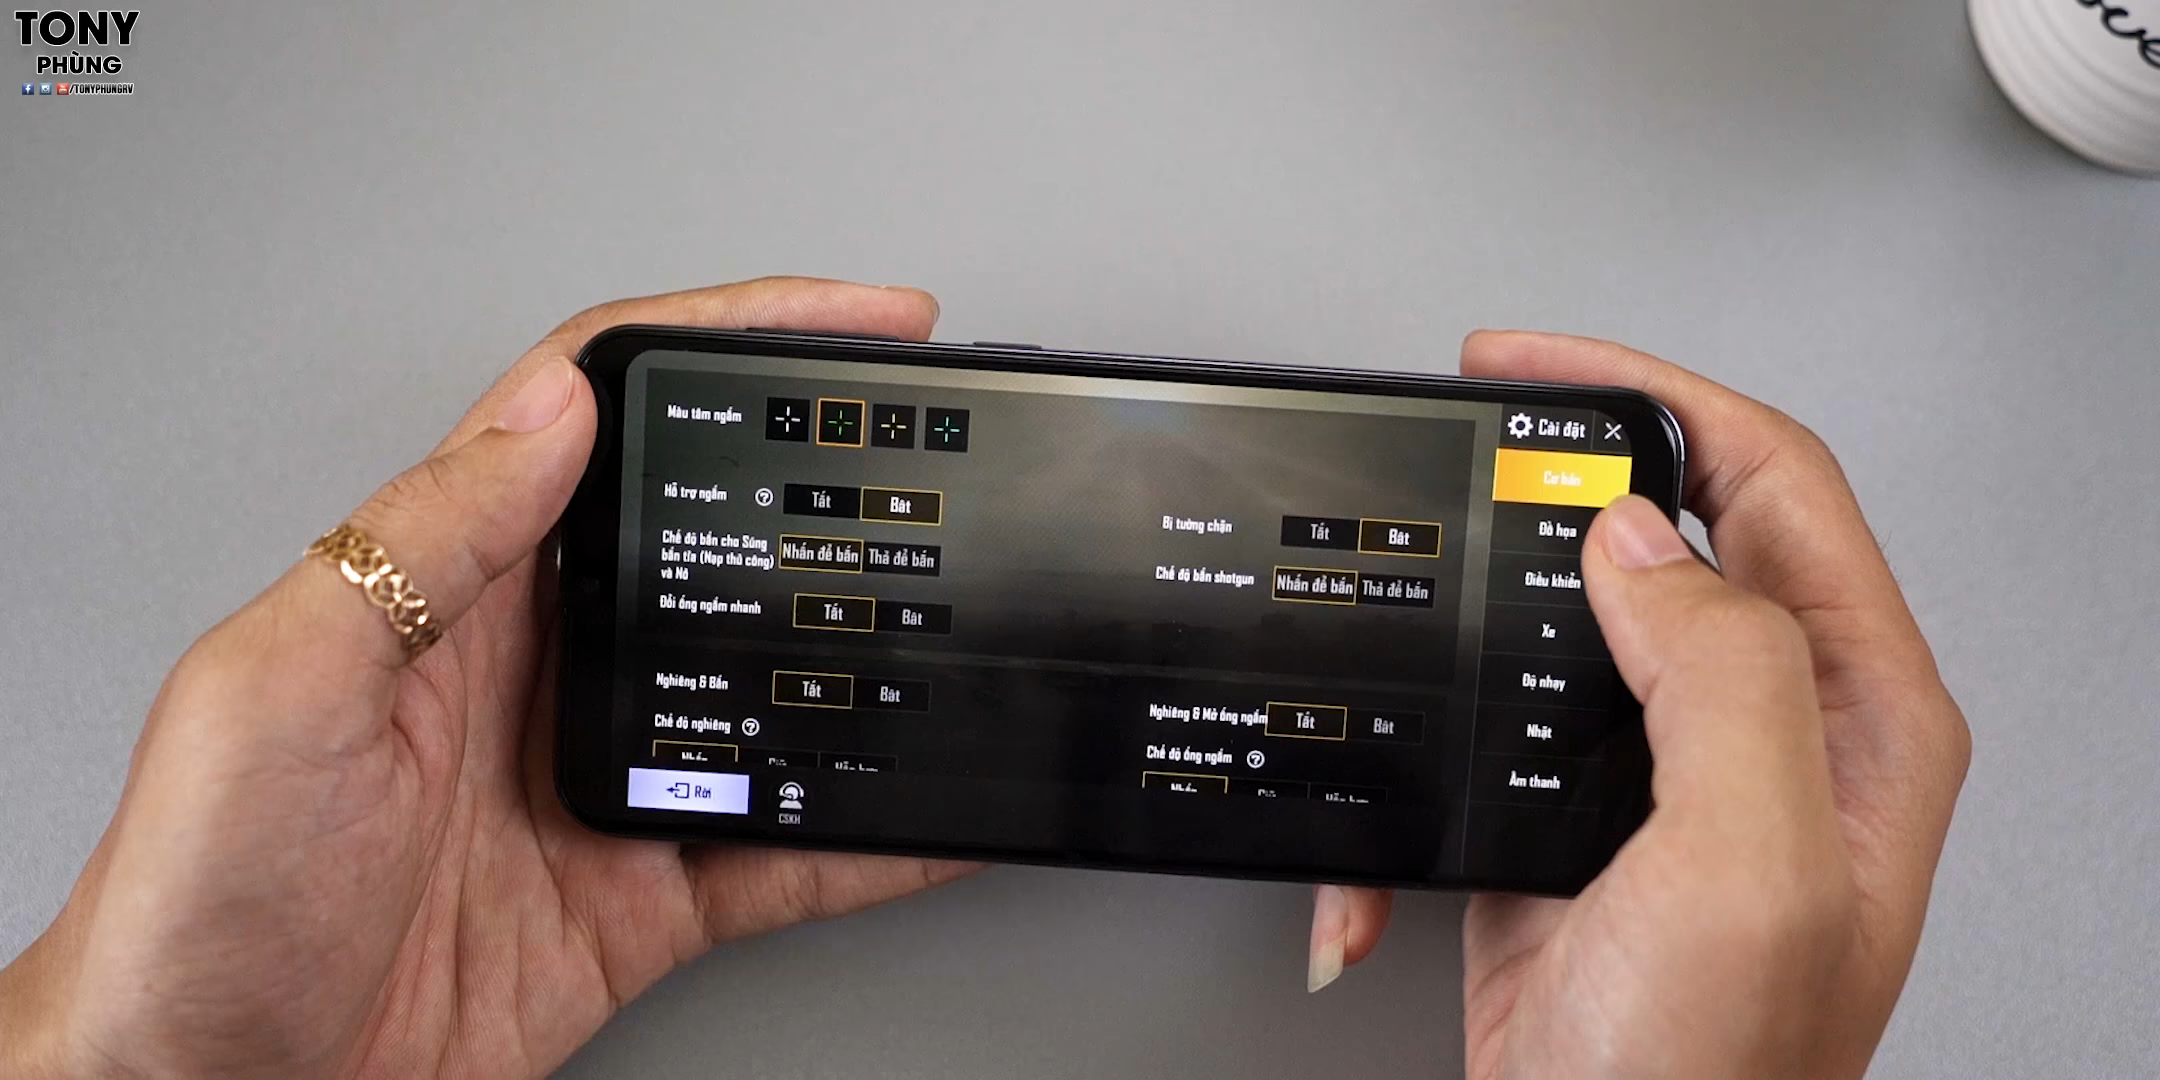 TONY
PHÙNG
/TONYPHUNGRV
Màu tâm ngắm
Hỗ trợ ngắm
Tắt
Bật
Bị tường chặn
Tắt
Bật
Chế độ bắn cho Súng
bắn tỉa (Nạp thủ công)
và Nỏ
Nhấn để bắn
Thả để bắn
Chế độ bắn shotgun
Nhấn để bắn
Thả để bắn
Đổi ống ngắm nhanh
Tắt
Bật
Nghiêng & Bắn
Tắt
Bật
Nghiêng & Mở ống ngắm
Tắt
Bật
Chế độ nghiêng
Chế độ ống ngắm
Rời
CSKH
Cài đặt
Cơ bản
Đồ họa
Điều khiển
Xe
Độ nhạy
Nhặt
Âm thanh